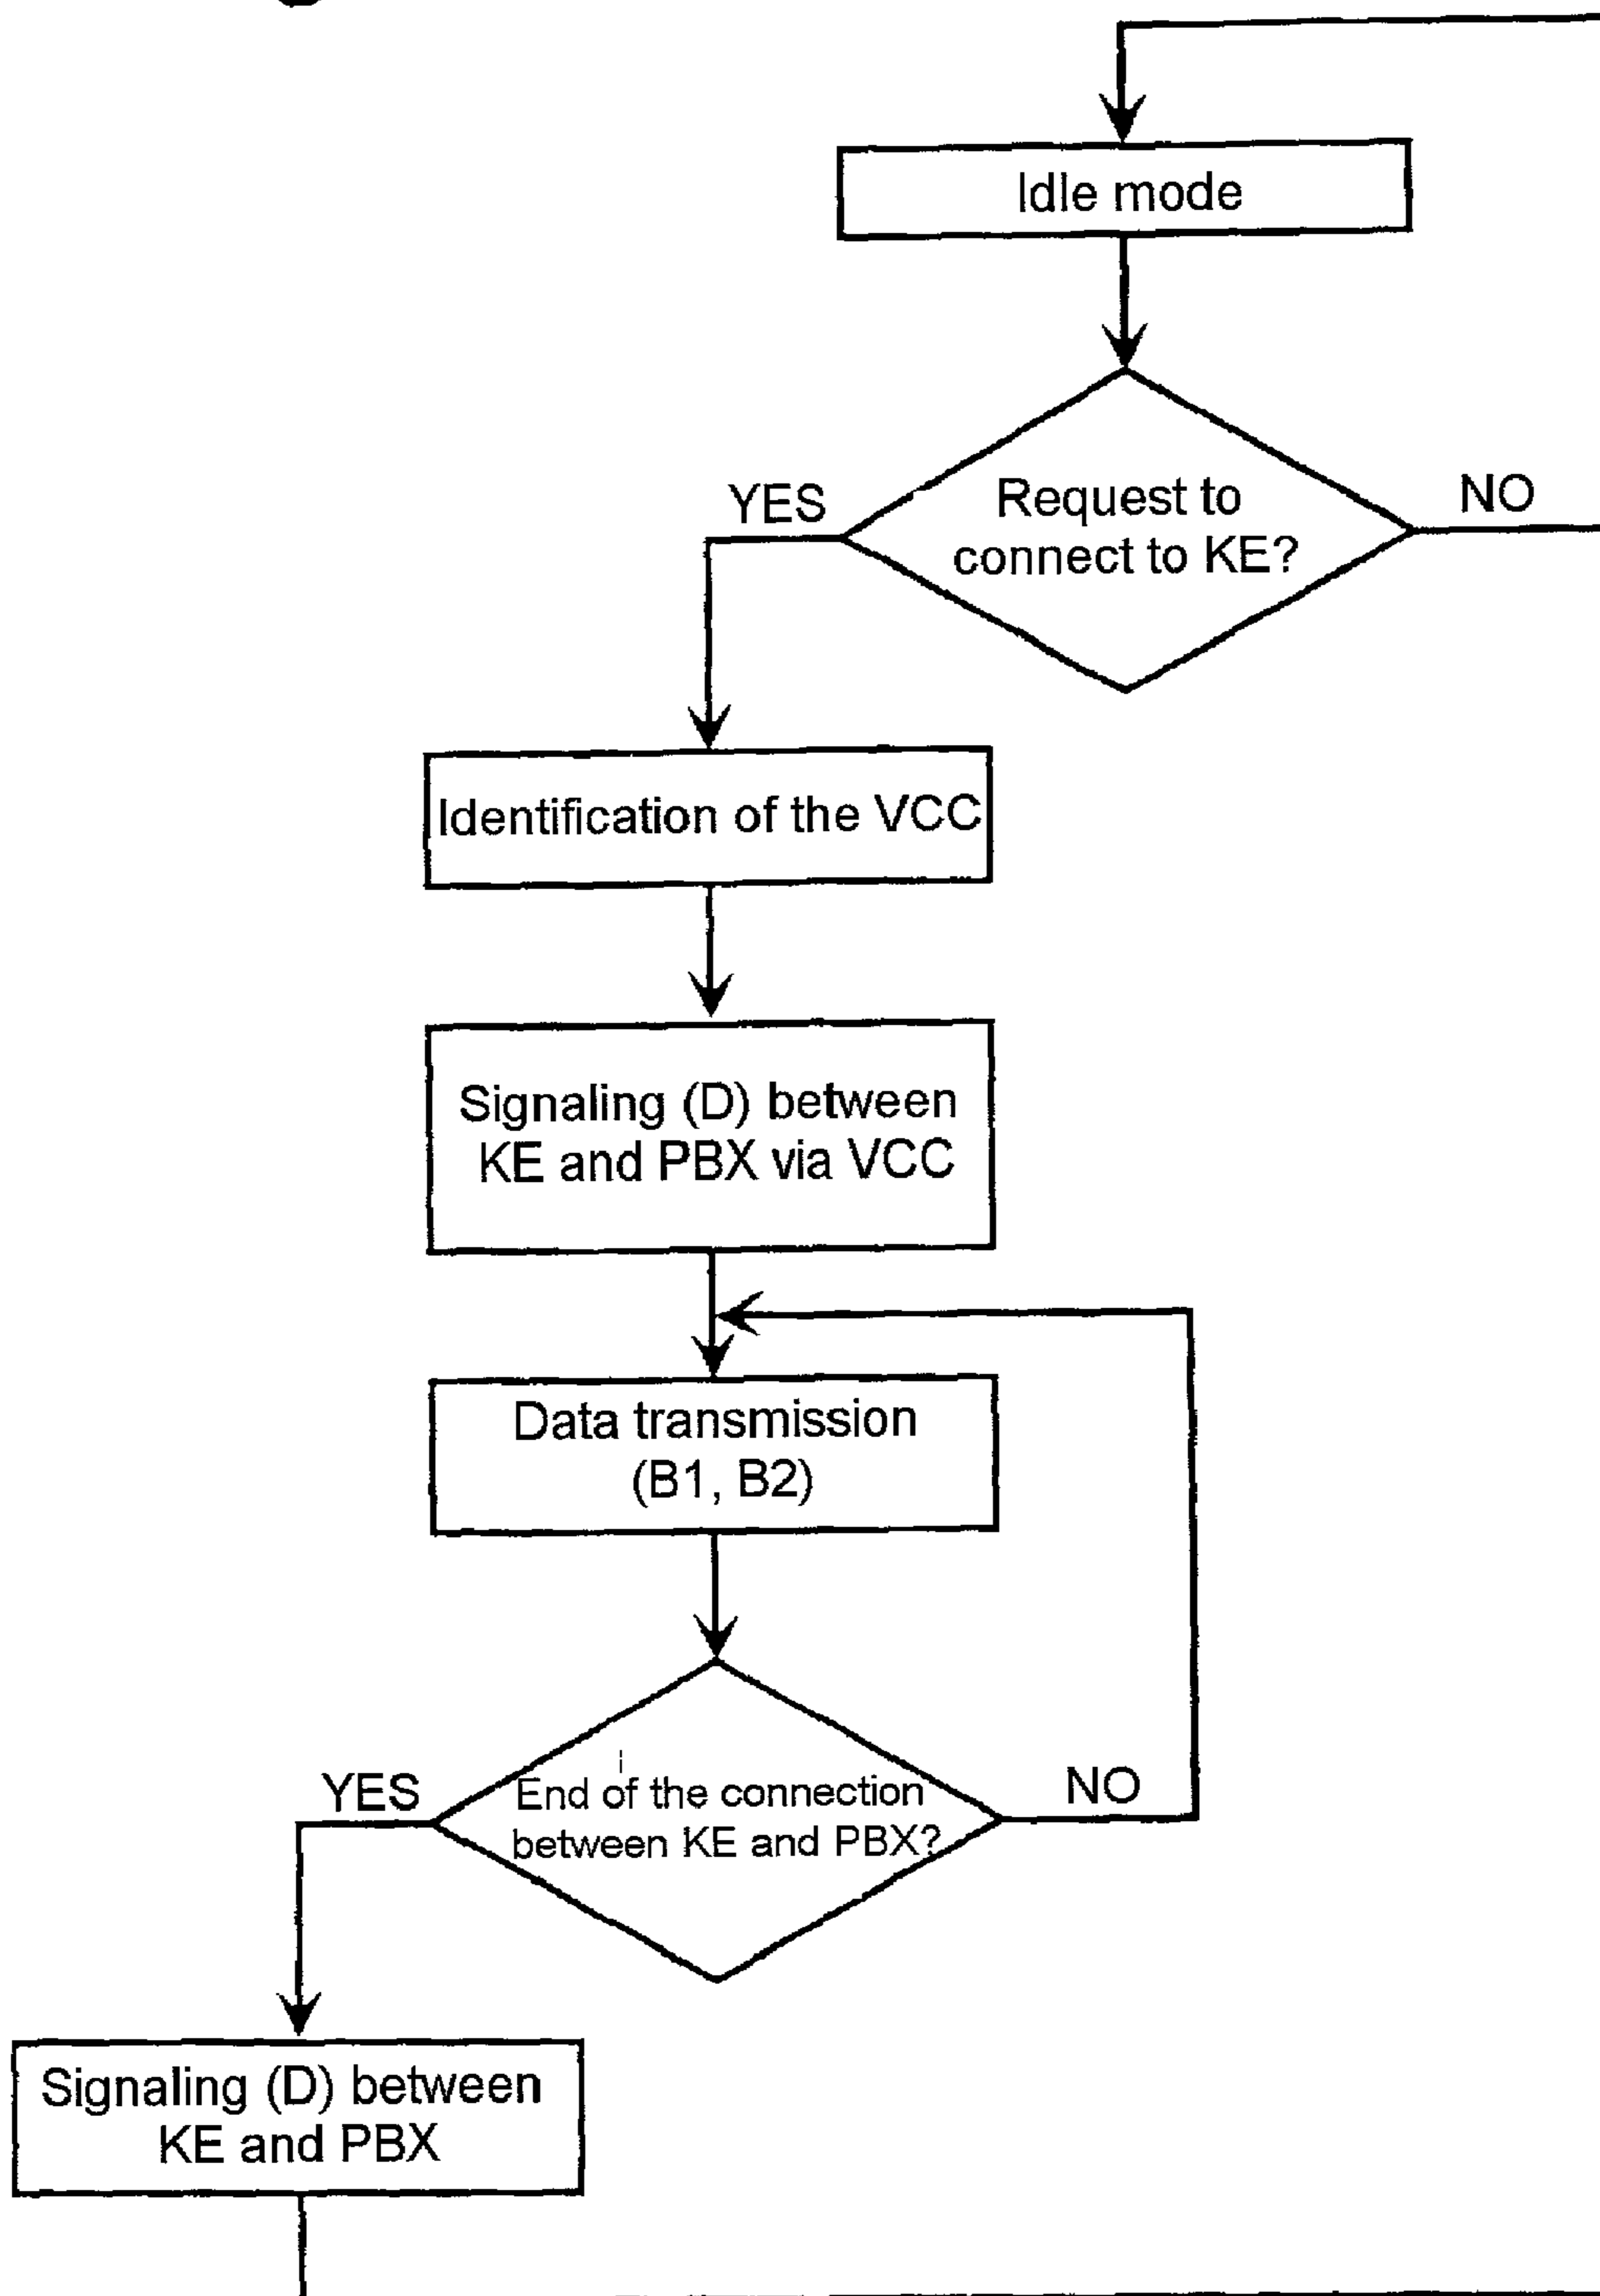 Idle mode
Request to
connect to KE?
YES
NO
Identification of the VCC
Signaling (D) between
KE and PBX via VCC
Data transmission
(B1, B2)
End of the connection
between KE and PBX?
YES
NO
Signaling (D) between
KE and PBX